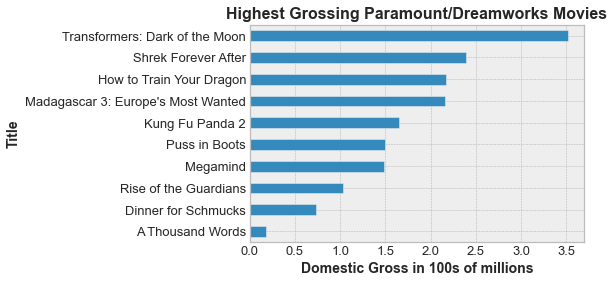 Highest Grossing Paramount/Dreamworks Movies
Transformers: Dark of the Moon
Shrek Forever After
How to Train Your Dragon
Madagascar 3: Europe's Most Wanted
Kung Fu Panda 2
Puss in Boots
Megamind
Rise of the Guardians
Dinner for Schmucks
A Thousand Words
Title
0.0 0.5 1.0 1.5 2.0 2.5 3.0 3.5
Domestic Gross in 100s of millions